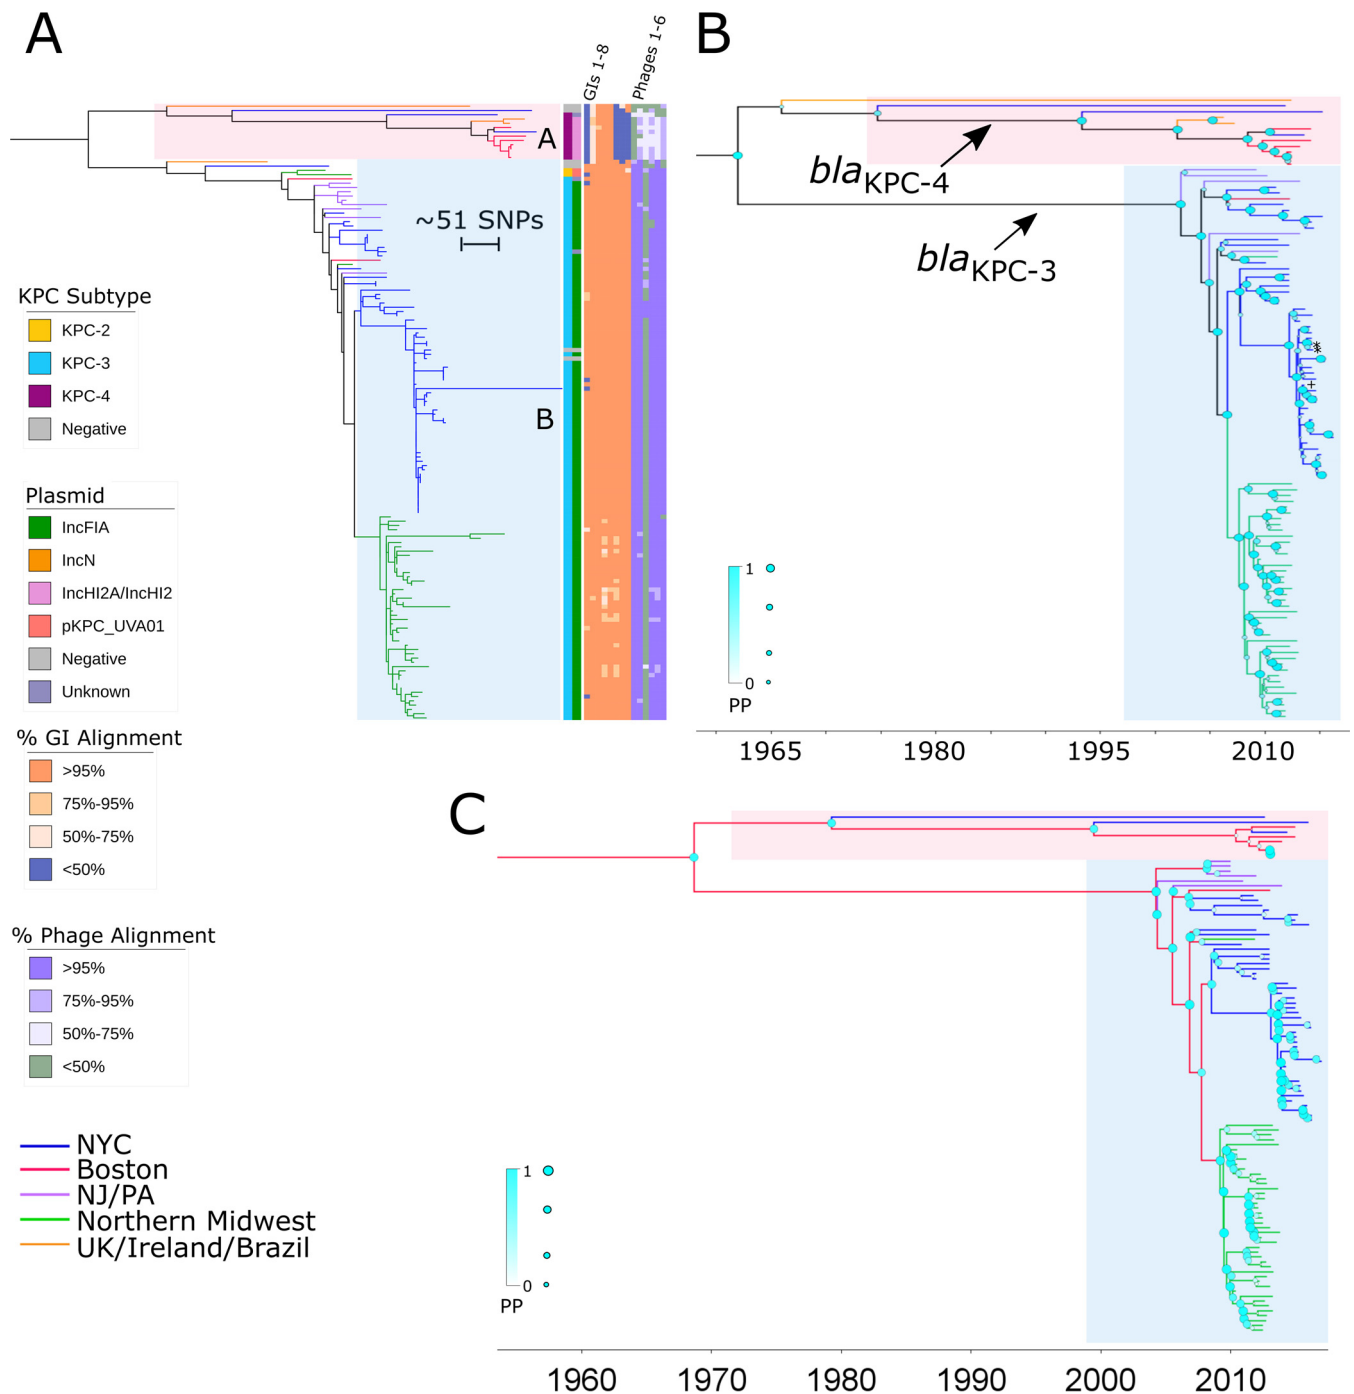 A
GIs 1-8
Phages 1-6
A
~51 SNPs
B
KPC Subtype
KPC-2
KPC-3
KPC-4
Negative
Plasmid
IncFIA
IncN
IncHI2A/IncHI2
pKPC_UVA01
Negative
Unknown
% GI Alignment
>95%
75%-95%
50%-75%
<50%
% Phage Alignment
>95%
75%-95%
50%-75%
<50%
NYC
Boston
NJ/PA
Northern Midwest
UK/Ireland/Brazil
B
blaKPC-4
blaKPC-3
*
*
+
1
0
PP
1965 1980 1995 2010
C
1
0
PP
1960 1970 1980 1990 2000 2010